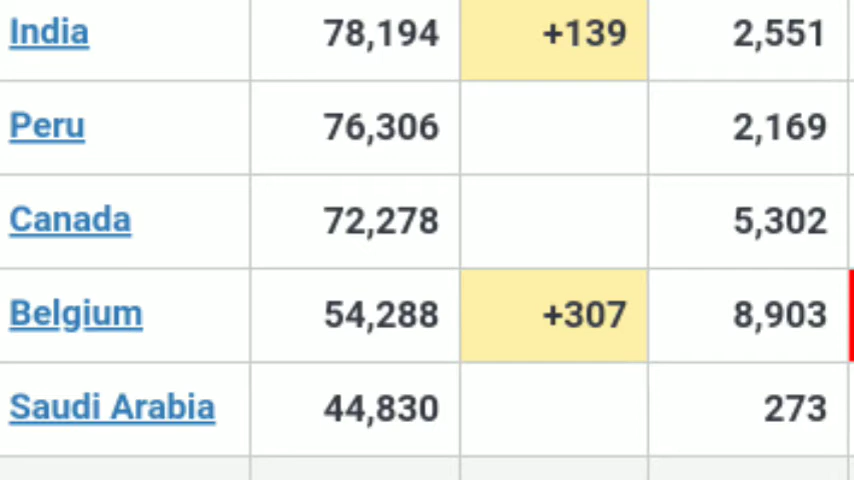 India 78,194 +139 2,551
Peru 76,306 2,169
Canada 72,278 5,302
Belgium 54,288 +307 8,903
Saudi Arabia 44,830 273